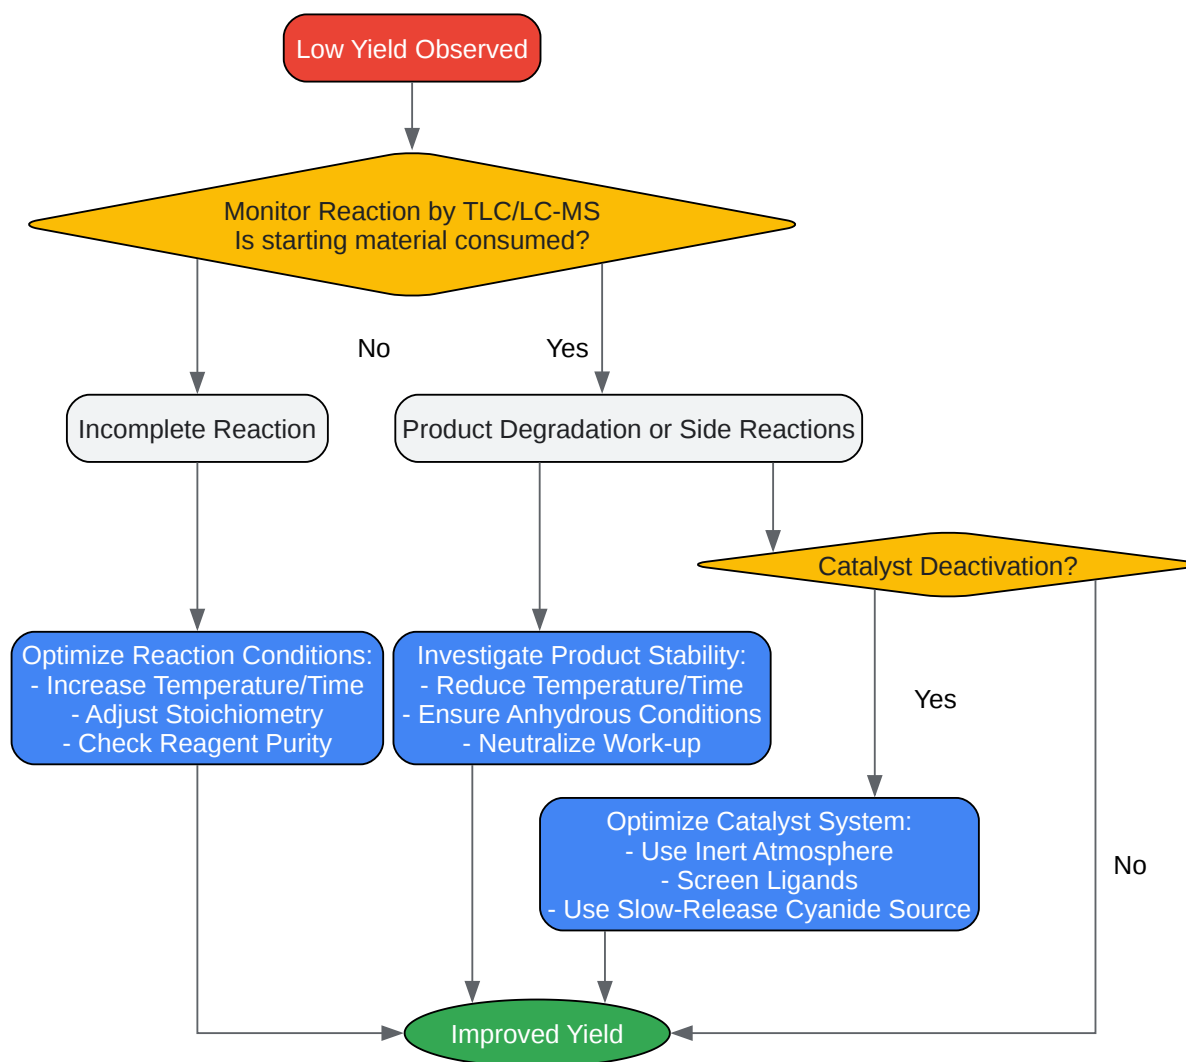 Low Yield Observed
Monitor Reaction by TLC/LC-MS
Is starting material consumed?
No
Yes
Incomplete Reaction
Product Degradation or Side Reactions
Catalyst Deactivation?
Optimize Reaction Conditions:
- Increase Temperature/Time
- Adjust Stoichiometry
- Check Reagent Purity
Investigate Product Stability:
- Reduce Temperature/Time
- Ensure Anhydrous Conditions
- Neutralize Work-up
Yes
Optimize Catalyst System:
- Use Inert Atmosphere
- Screen Ligands
- Use Slow-Release Cyanide Source
No
Improved Yield